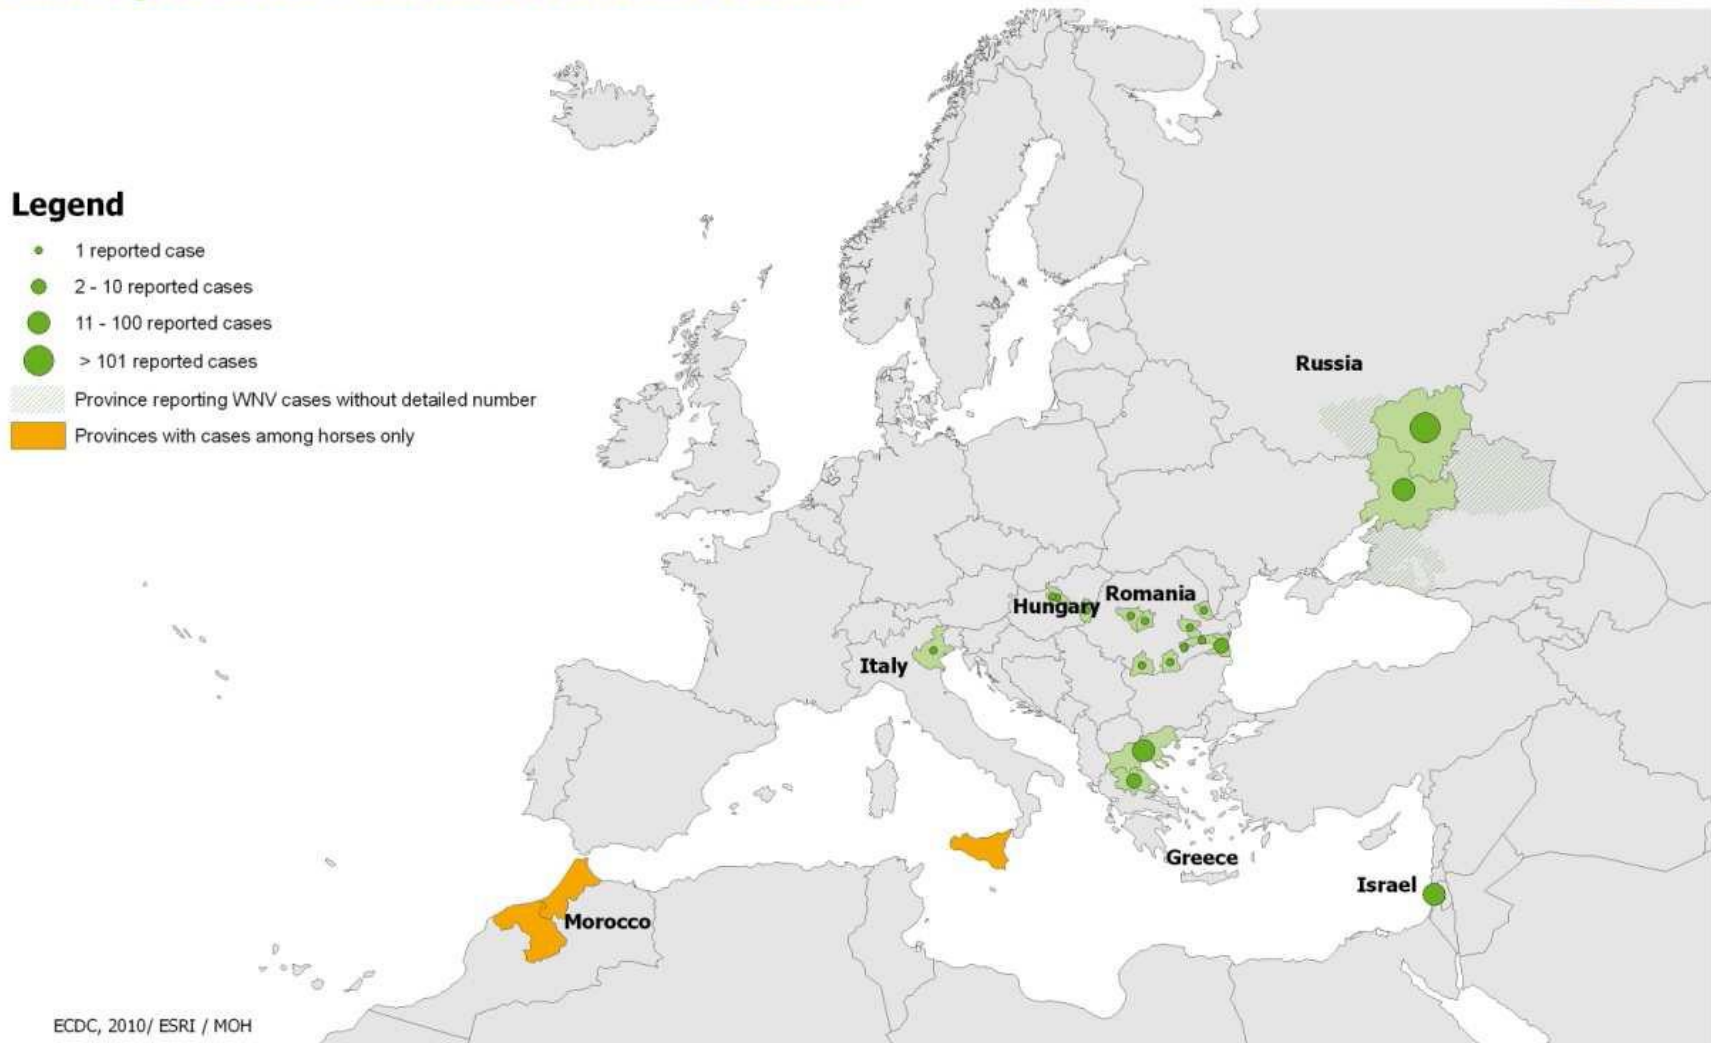 Legend
1 reported case
2 - 10 reported cases
11 - 100 reported cases
> 101 reported cases
Province reporting WNV cases without detailed number
Provinces with cases among horses only
Russia
Romania
Hungary
Italy
Greece
Israel
Morocco
ECDC, 2010/ ESRI / MOH